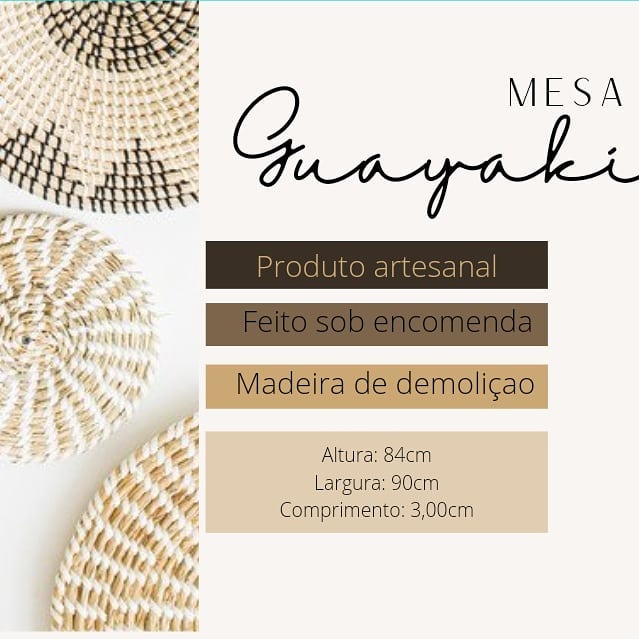 MESA
Guayaki
Produto artesanal
Feito sob encomenda
Madeira de demoliçao
Altura: 84cm
Largura: 90cm
Comprimento: 3,00cm